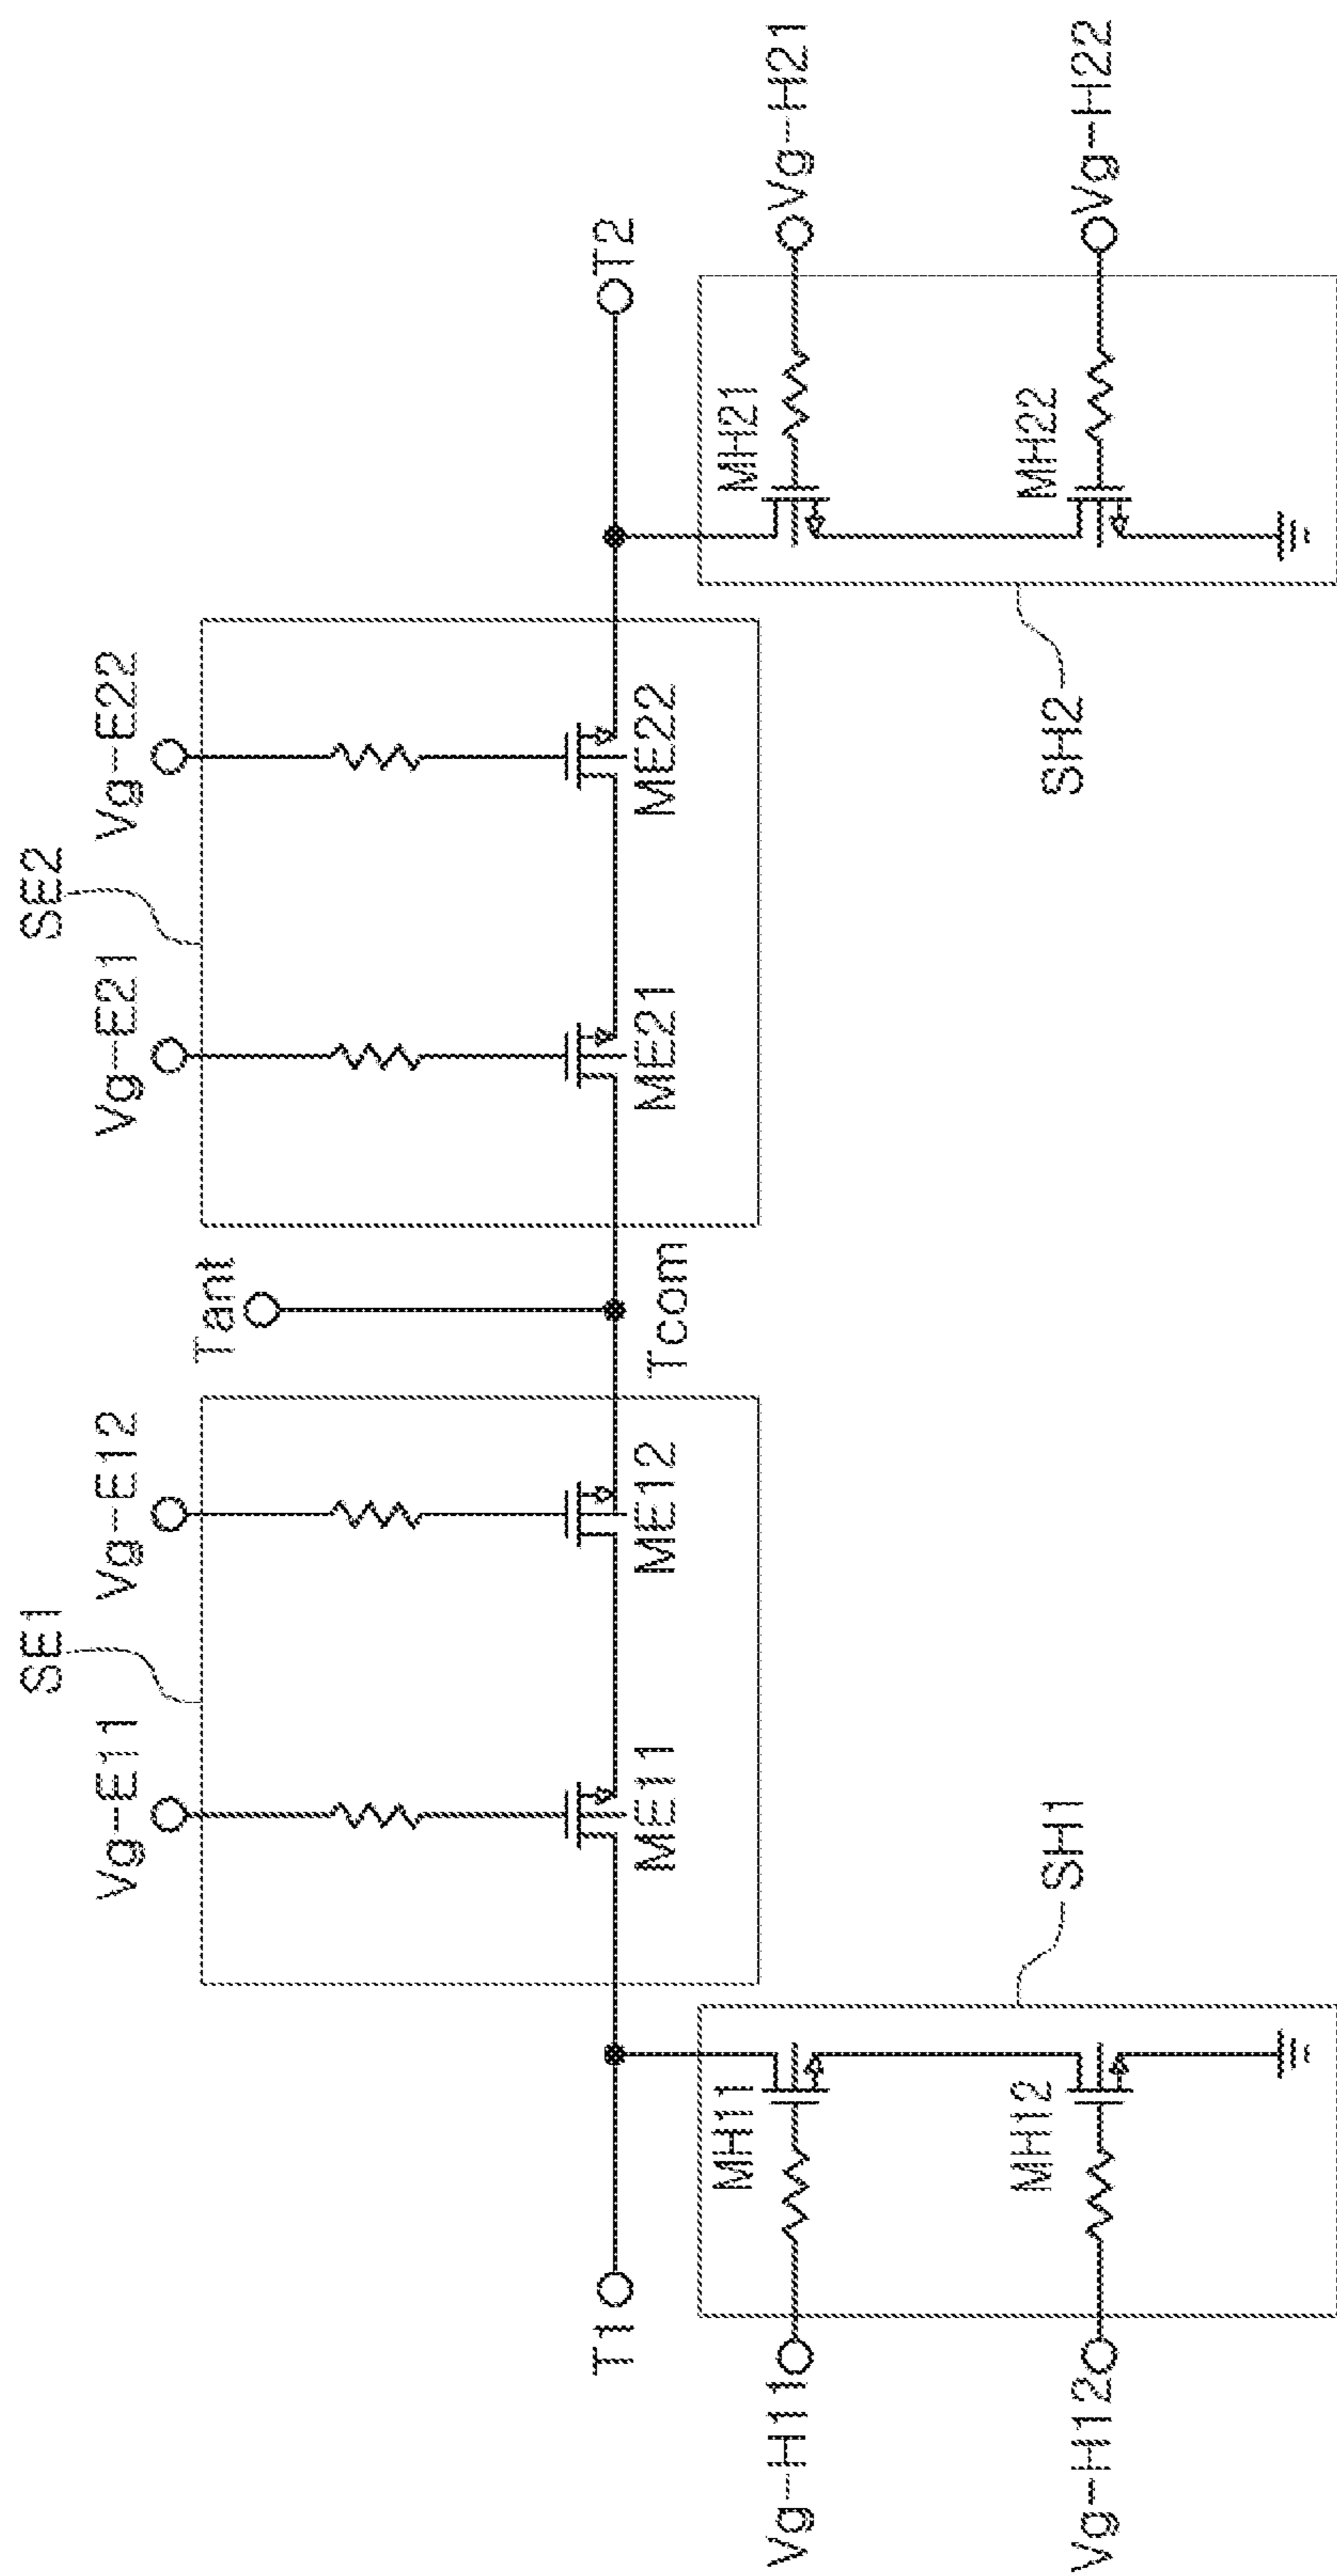 SE1
SE2
Vg-E11
Vg-E12
Vg-E21
Vg-E22
Tant
T1
T2
ME11
ME12
Tcom
ME21
ME22
Vg-H11
MH11
MH21
Vg-H21
Vg-H12
MH12
MH22
Vg-H22
SH1
SH2